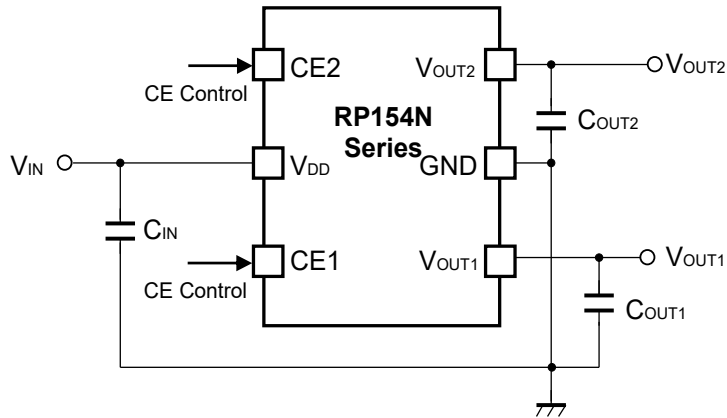 CE2
CE Control
VOUT2
VOUT2
RP154N
Series
COUT2
VIN
VDD
GND
CIN
CE1
CE Control
VOUT1
VOUT1
COUT1